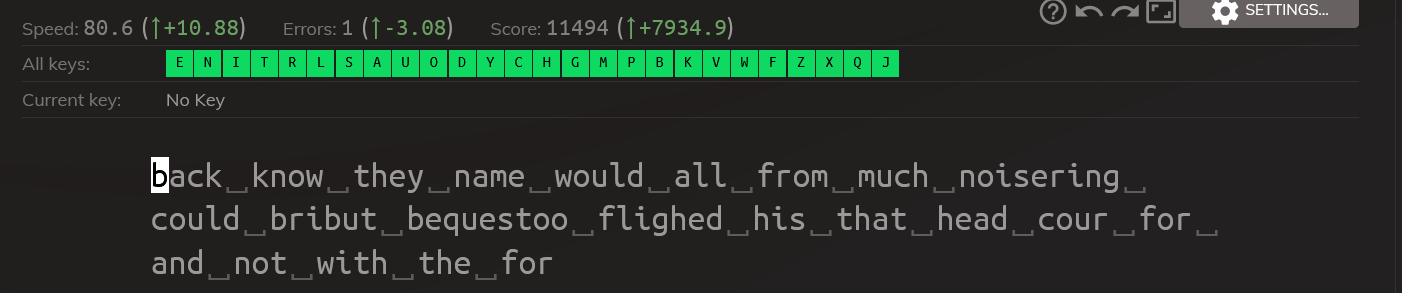 Speed: 80.6 (↑+10.88) Errors: 1 (↑-3.08) Score: 11494 (↑+7934.9) SETTINGS...
All keys: E N I T R L S A U O D Y C H G M P B K V W F Z X Q J
Current key: No Key
back␣know␣they␣name␣would␣all␣from␣much␣noisering␣
could␣bribut␣bequestoo␣flighed␣his␣that␣head␣cour␣for␣
and␣not␣with␣the␣for